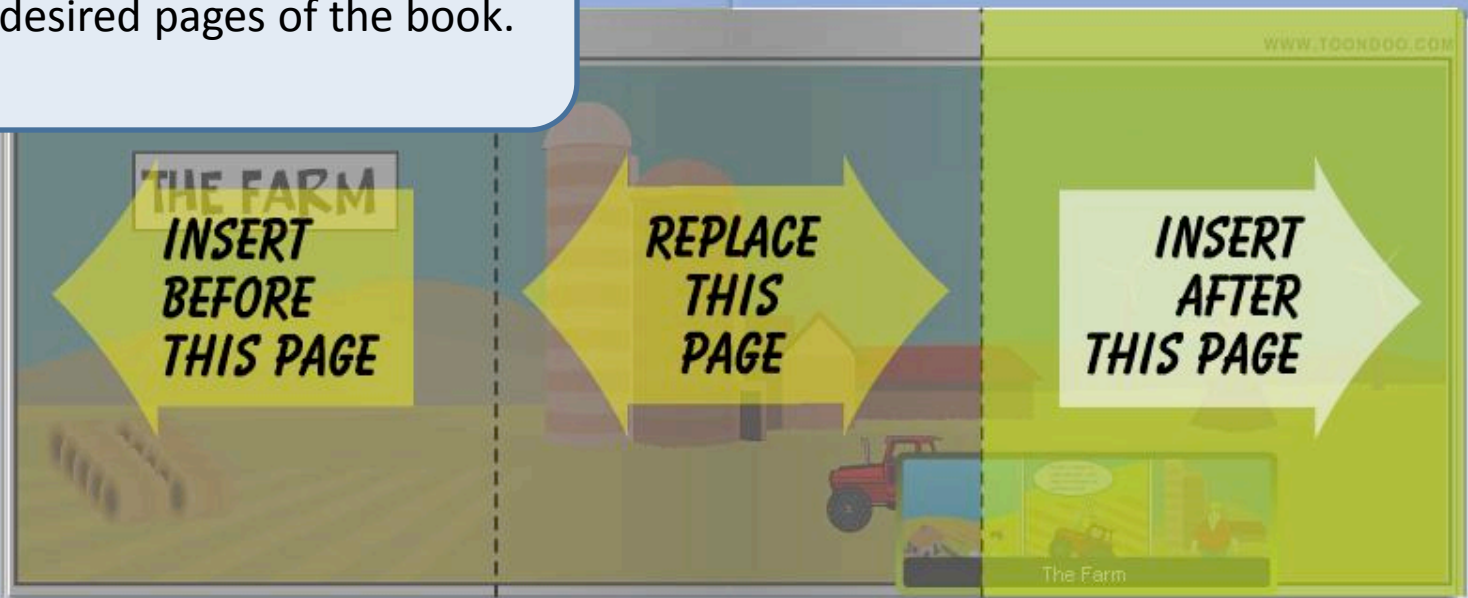 desired pages of the book.
WWW.TOONDOO.COM
THE FARM
INSERT
BEFORE
THIS PAGE
REPLACE
THIS
PAGE
INSERT
AFTER
THIS PAGE
The Farm